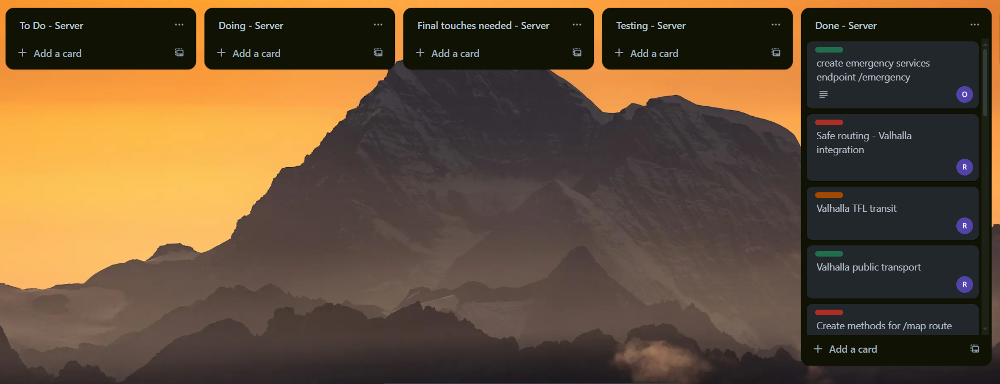 To Do - Server
Add a card
Doing - Server
Add a card
Final touches needed - Server
Add a card
Testing - Server
Add a card
Done - Server
create emergency services
endpoint /emergency
O
Safe routing - Valhalla
integration
R
Valhalla TFL transit
R
Valhalla public transport
R
Create methods for /map route
Add a card